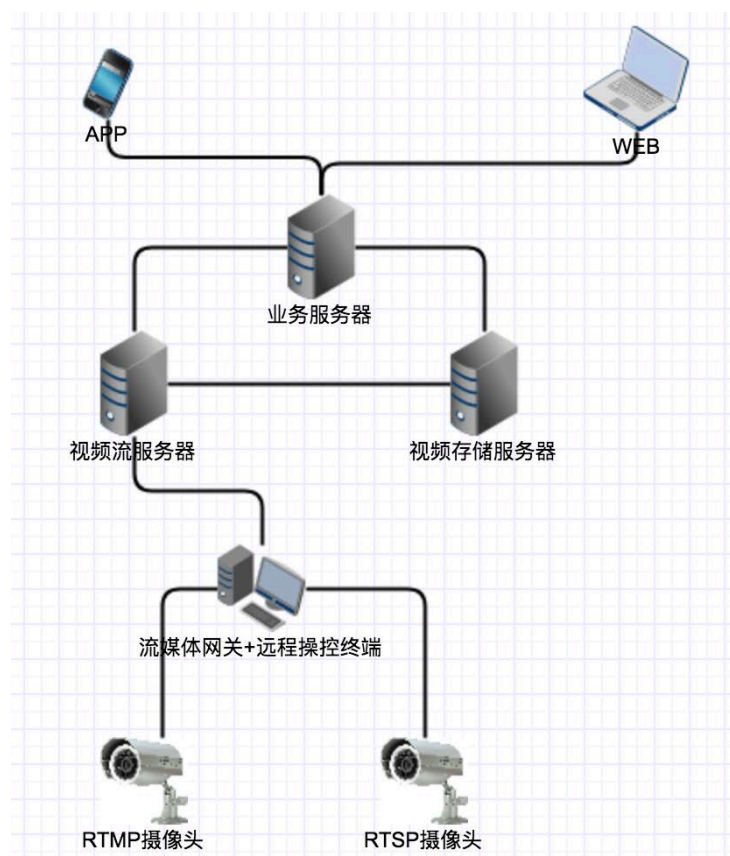 APP
WEB
业务服务器
视频流服务器
视频存储服务器
流媒体网关+远程操控终端
RTMP摄像头
RTSP摄像头